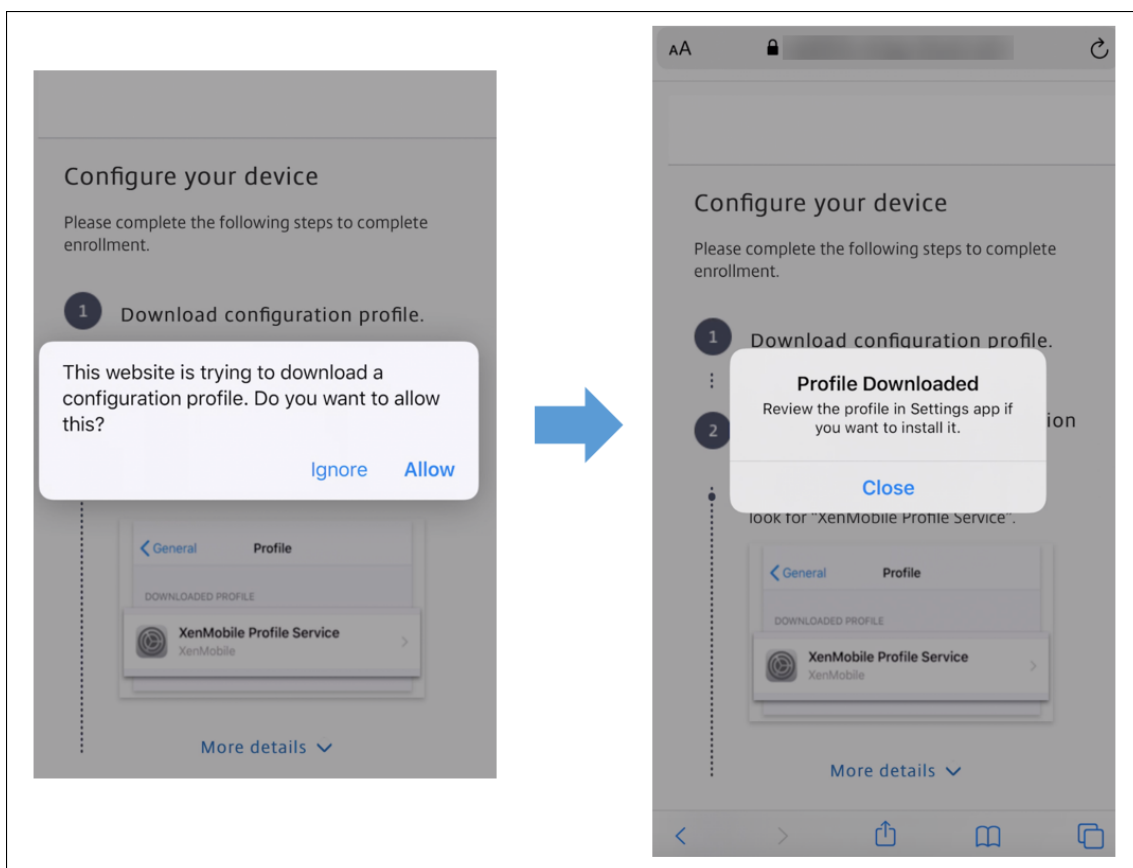 Configure your device
Please complete the following steps to complete
enrollment.
1
Download configuration profile.
This website is trying to download a
configuration profile. Do you want to allow
this?
Ignore
Allow
General
Profile
DOWNLOADED PROFILE
XenMobile Profile Service
XenMobile
More details
AA
Configure your device
Please complete the following steps to complete
enrollment.
1
Download configuration profile.
Profile Downloaded
Review the profile in Settings app if
you want to install it.
Close
2
ion
look for "XenMobile Profile Service".
General
Profile
DOWNLOADED PROFILE
XenMobile Profile Service
XenMobile
More details